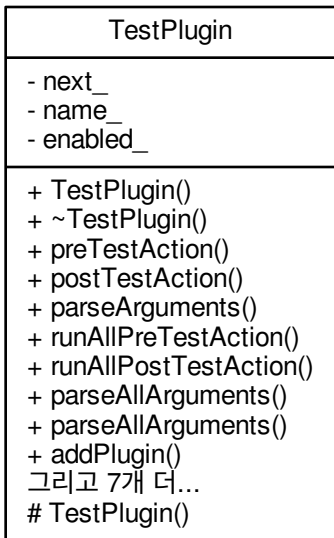 TestPlugin
- next_
- name_
- enabled_
+ TestPlugin()
+ ~TestPlugin()
+ preTestAction()
+ postTestAction()
+ parseArguments()
+ runAllPreTestAction()
+ runAllPostTestAction()
+ parseAllArguments()
+ parseAllArguments()
+ addPlugin()
그리고 7개 더...
# TestPlugin()